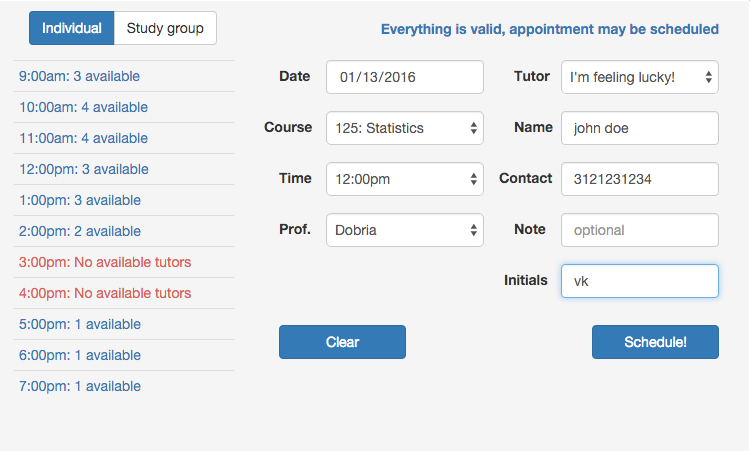 Individual Study group
Everything is valid, appointment may be scheduled
9:00am: 3 available
10:00am: 4 available
11:00am: 4 available
12:00pm: 3 available
1:00pm: 3 available
2:00pm: 2 available
3:00pm: No available tutors
4:00pm: No available tutors
5:00pm: 1 available
6:00pm: 1 available
7:00pm: 1 available
Date 01/13/2016 Tutor I'm feeling lucky!
Course 125: Statistics Name john doe
Time 12:00pm Contact 3121231234
Prof. Dobria Note optional
Initials vk
Clear Schedule!